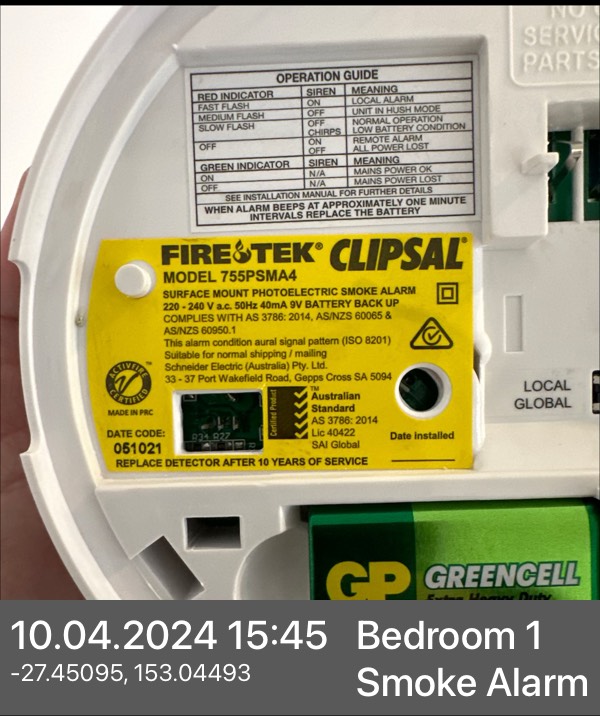 NO
SERVIC
PARTS
OPERATION GUIDE
RED INDICATOR SIREN MEANING
FAST FLASH ON LOCAL ALARM
MEDIUM FLASH OFF UNIT IN HUSH MODE
SLOW FLASH OFF NORMAL OPERATION
CHIRPS LOW BATTERY CONDITION
OFF ON REMOTE ALARM
OFF ALL POWER LOST
GREEN INDICATOR SIREN MEANING
ON N/A MAINS POWER OK
OFF N/A MAINS POWER LOST
SEE INSTALLATION MANUAL FOR FURTHER DETAILS
WHEN ALARM BEEPS AT APPROXIMATELY ONE MINUTE
INTERVALS REPLACE THE BATTERY
FIRETEK® CLIPSAL®
MODEL 755PSMA4
SURFACE MOUNT PHOTOELECTRIC SMOKE ALARM
220 - 240 V a.c. 50Hz 40mA 9V BATTERY BACK UP
COMPLIES WITH AS 3786: 2014, AS/NZS 60065 &
AS/NZS 60950.1
This alarm condition aural signal pattern (ISO 8201)
Suitable for normal shipping / mailing
Schneider Electric (Australia) Pty. Ltd.
33 - 37 Port Wakefield Road, Gepps Cross SA 5094
ACTIVFIRE CERTIFIED
MADE IN PRC
DATE CODE:
051021
R34 R27
Certified Product
™
Australian
Standard
AS 3786: 2014
Lic 40422
SAI Global
Date installed
REPLACE DETECTOR AFTER 10 YEARS OF SERVICE
LOCAL
GLOBAL
GP GREENCELL
Extra Heavy Duty
10.04.2024 15:45 Bedroom 1
-27.45095, 153.04493 Smoke Alarm